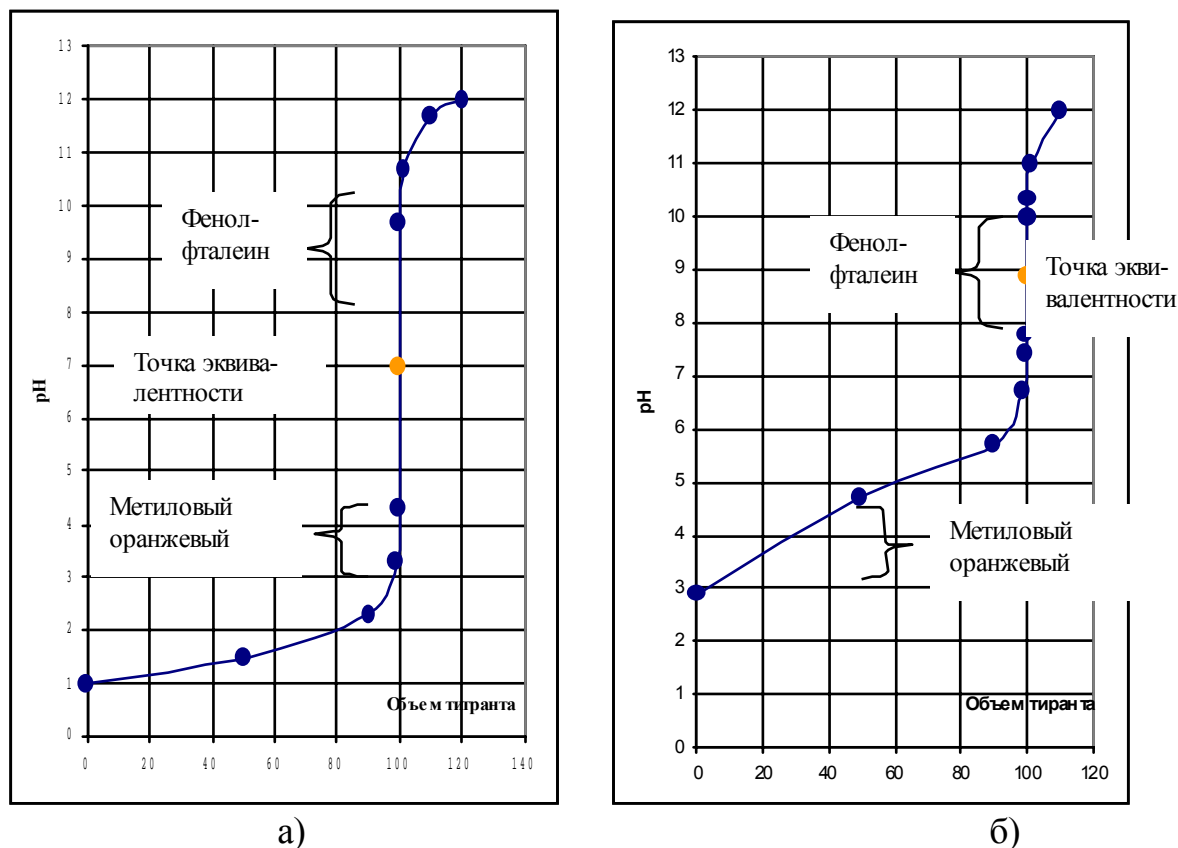 13
12
11
10
9
8
7
6
5
4
3
2
1
0
pH
Фенол-
фталеин
Точка эквива-
лентности
Метиловый
оранжевый
Объем титранта
0 20 40 60 80 100 120 140
а)
13
12
11
10
9
8
7
6
5
4
3
2
1
0
pH
Фенол-
фталеин
Точка экви-
валентности
Метиловый
оранжевый
Объем тиранта
0 20 40 60 80 100 120
б)